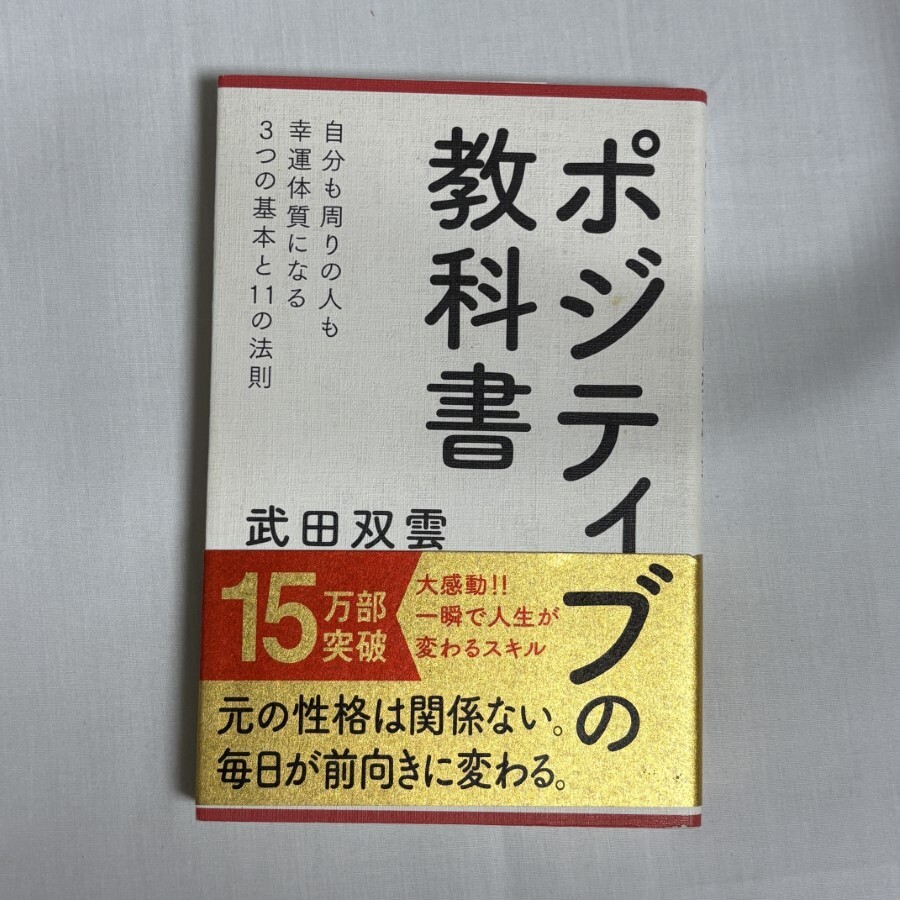 ポジティブの
教科書
自分も周りの人も
幸運体質になる
3つの基本と11の法則
武田双雲
15万部
突破
大感動!!
一瞬で人生が
変わるスキル
元の性格は関係ない。
毎日が前向きに変わる。